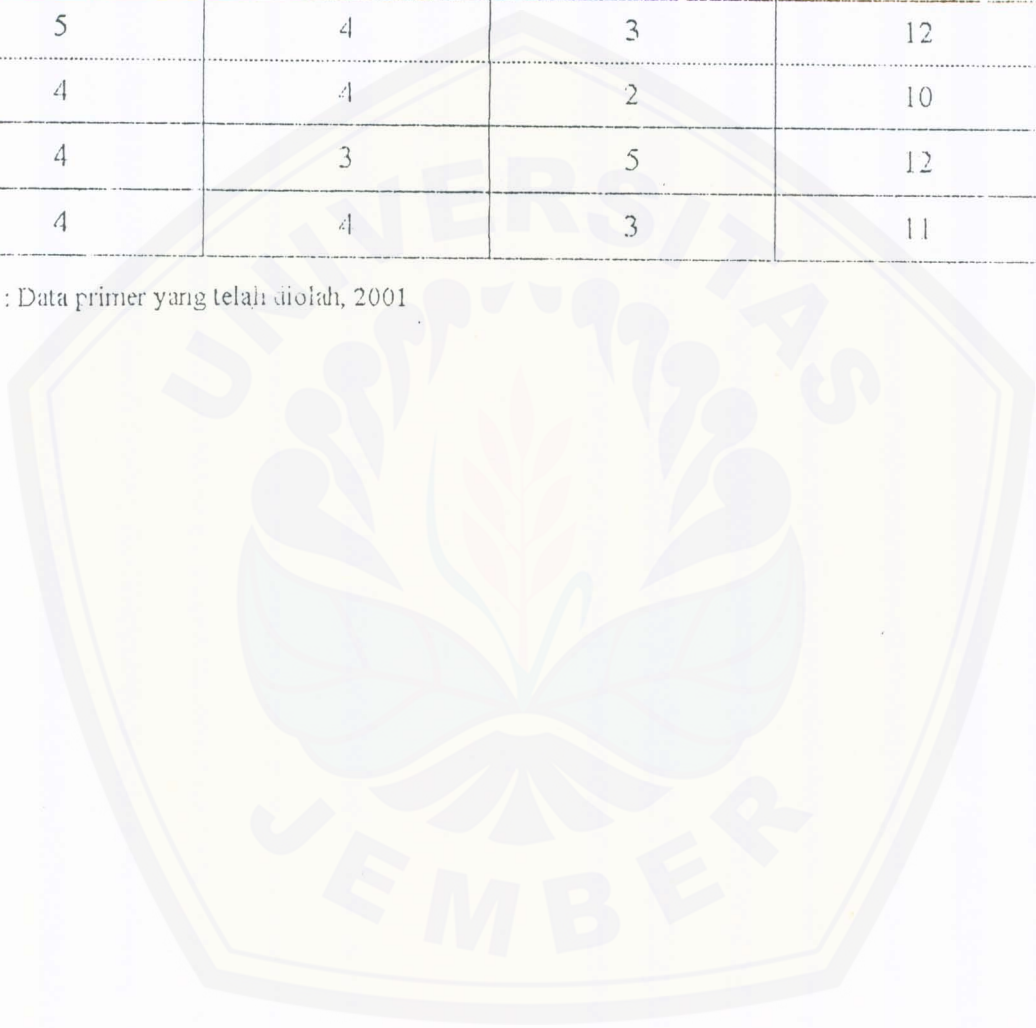 5 4 3 12
4 4 2 10
4 3 5 12
4 4 3 11
: Data primer yang telah diolah, 2001
UNIVERSITAS
JEMBER